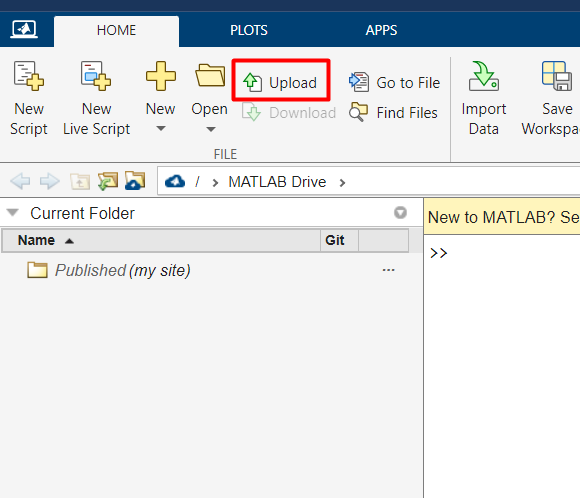 HOME PLOTS APPS
New Script
New Live Script
New
Open
Upload
Download
Go to File
Find Files
Import Data
Save Workspa
FILE
/ MATLAB Drive
Current Folder
New to MATLAB? Se
Name Git
>>
Published (my site) ...